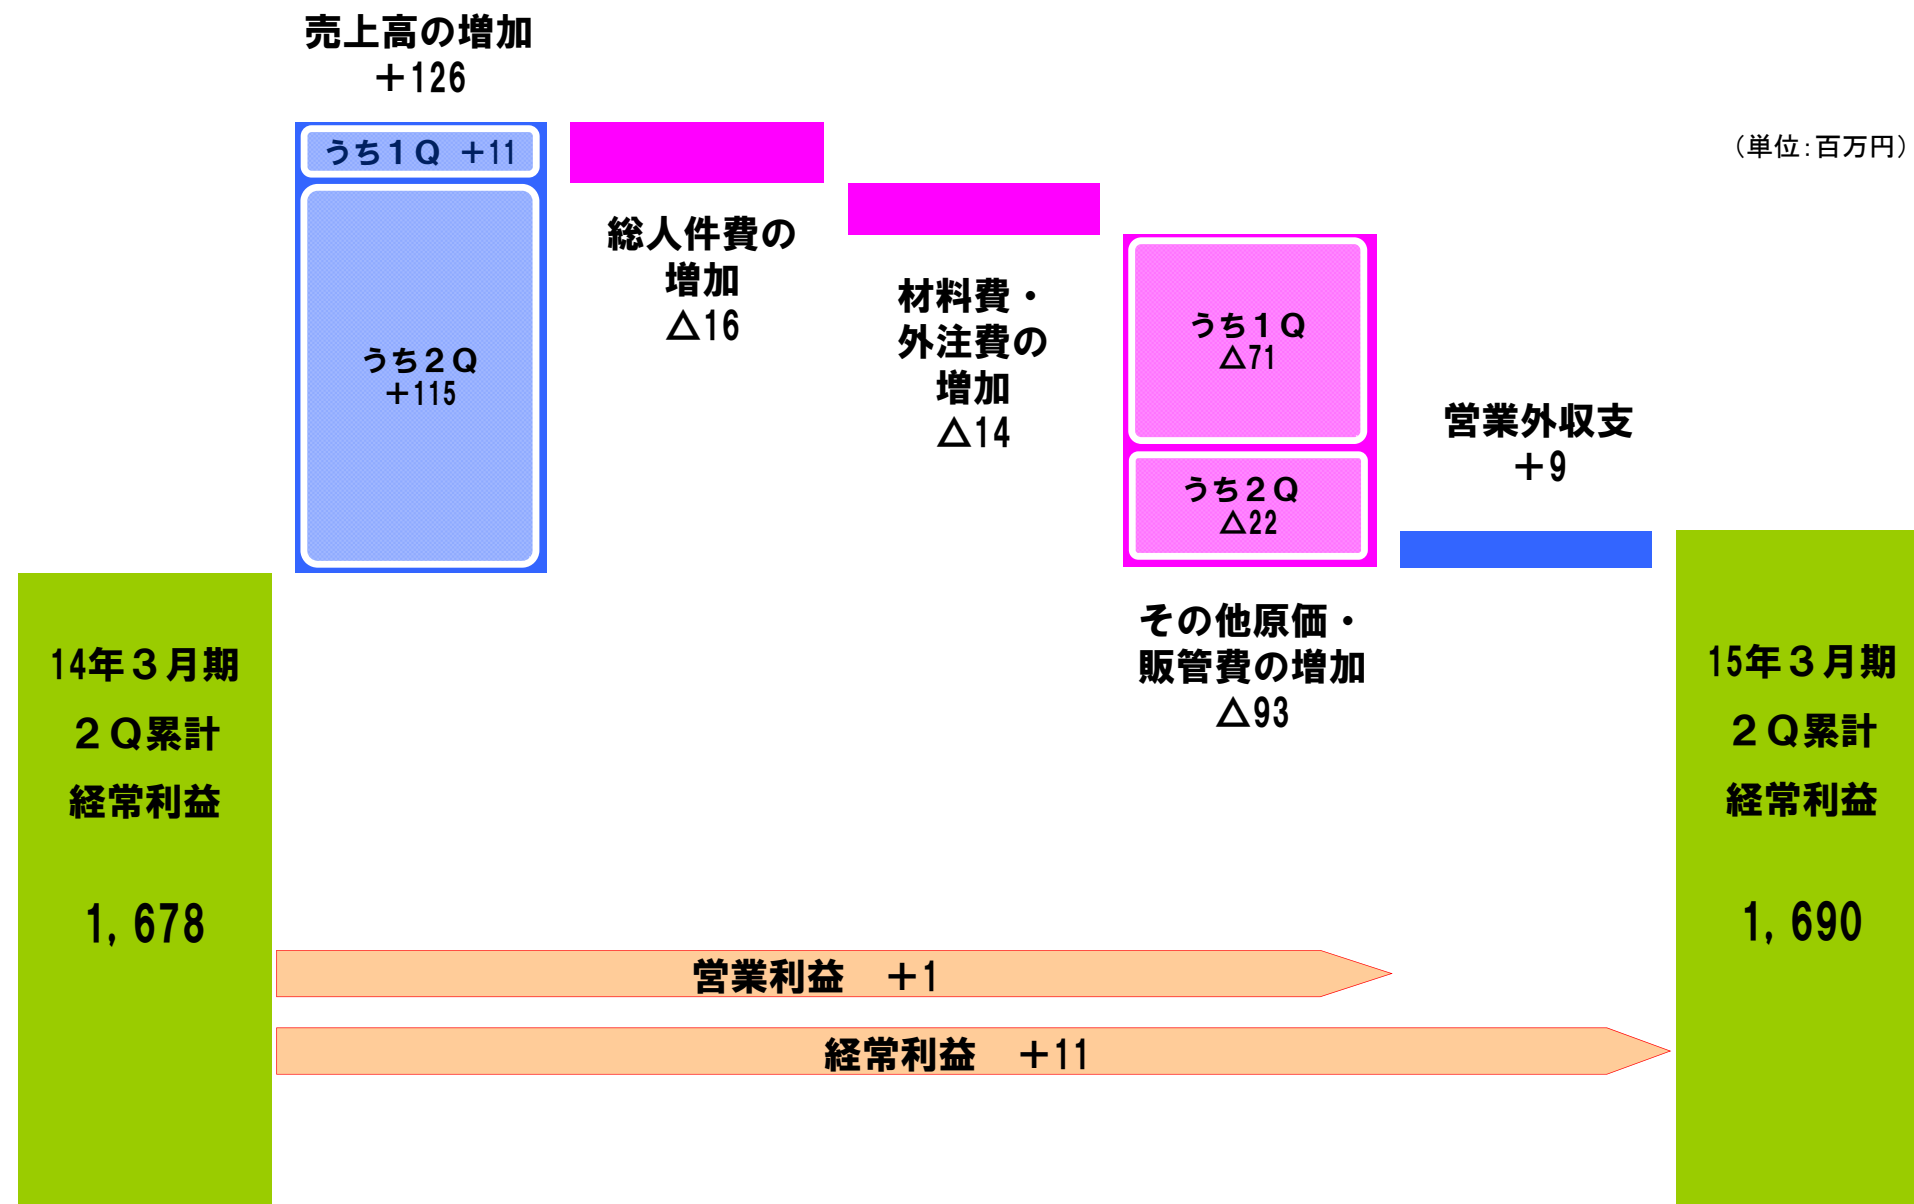 売上高の増加
＋126
（単位：百万円）
うち１Ｑ ＋11
うち２Ｑ
＋115
総人件費の
増加
△16
材料費・
外注費の
増加
△14
うち１Ｑ
△71
うち２Ｑ
△22
その他原価・
販管費の増加
△93
営業外収支
＋9
14年３月期
２Ｑ累計
経常利益
1,678
15年３月期
２Ｑ累計
経常利益
1,690
営業利益　＋1
経常利益　＋11